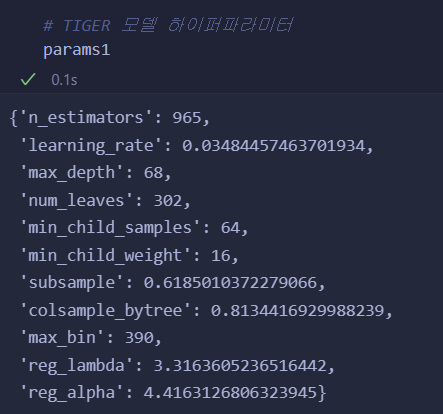 # TIGER 모델 하이퍼파라미터
params1
0.1s
{'n_estimators': 965,
'learning_rate': 0.03484457463701934,
'max_depth': 68,
'num_leaves': 302,
'min_child_samples': 64,
'min_child_weight': 16,
'subsample': 0.6185010372279066,
'colsample_bytree': 0.8134416929988239,
'max_bin': 390,
'reg_lambda': 3.3163605236516442,
'reg_alpha': 4.4163126806323945}